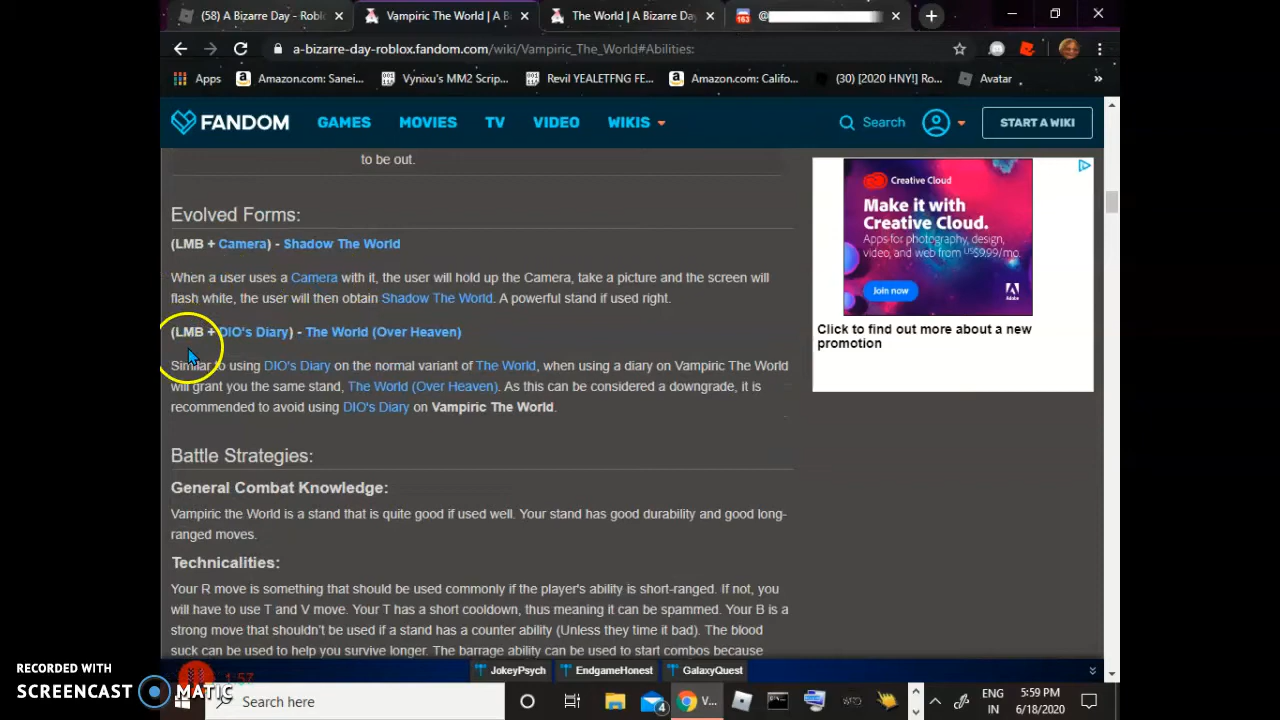 (58) A Bizarre Day - Robl
Vampiric The World | A B
The World | A Bizarre Da
163 @
a-bizarre-day-roblox.fandom.com/wiki/Vampiric_The_World#Abilities:
Apps
Amazon.com: Sanei...
Vynixu's MM2 Scrip...
Revil YEALETFNG FE...
Amazon.com: Califo...
(30) [2020 HNY!] Ro...
Avatar
»
FANDOM GAMES MOVIES TV VIDEO WIKIS Search START A WIKI
to be out.
Evolved Forms:
(LMB + Camera) - Shadow The World
When a user uses a Camera with it, the user will hold up the Camera, take a picture and the screen will
flash white, the user will then obtain Shadow The World. A powerful stand if used right.
(LMB + DIO's Diary) - The World (Over Heaven)
Similar to using DIO's Diary on the normal variant of The World, when using a diary on Vampiric The World
will grant you the same stand, The World (Over Heaven). As this can be considered a downgrade, it is
recommended to avoid using DIO's Diary on Vampiric The World.
Battle Strategies:
General Combat Knowledge:
Vampiric the World is a stand that is quite good if used well. Your stand has good durability and good long-
ranged moves.
Technicalities:
Your R move is something that should be used commonly if the player's ability is short-ranged. If not, you
will have to use T and V move. Your T has a short cooldown, thus meaning it can be spammed. Your B is a
strong move that shouldn't be used if a stand has a counter ability (Unless they time it bad). The blood
suck can be used to help you survive longer. The barrage ability can be used to start combos because
Creative Cloud
Make it with
Creative Cloud.
Apps for photography, design,
video, and web from US$9.99/mo.
Join now
Adobe
Click to find out more about a new
promotion
1:57
JokeyPsych
EndgameHonest
GalaxyQuest
RECORDED WITH
SCREENCAST MATIC
Search here
4
V...
ENG
IN
5:59 PM
6/18/2020